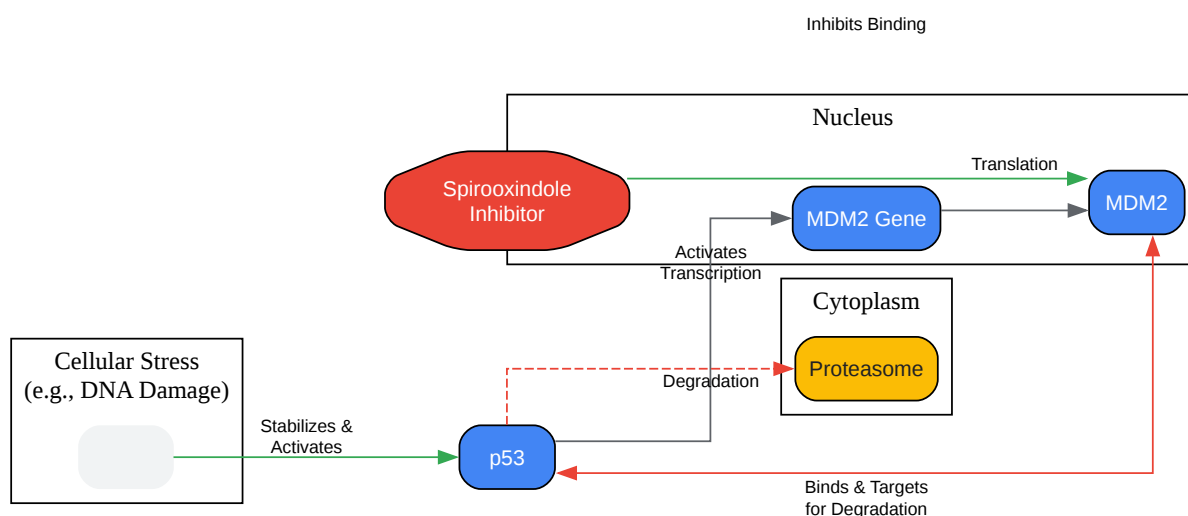 Inhibits Binding
Nucleus
Translation
Spirooxindole
Inhibitor
MDM2 Gene
MDM2
Activates
Transcription
Cytoplasm
Proteasome
Degradation
Cellular Stress
(e.g., DNA Damage)
Stabilizes &
Activates
p53
Binds & Targets
for Degradation